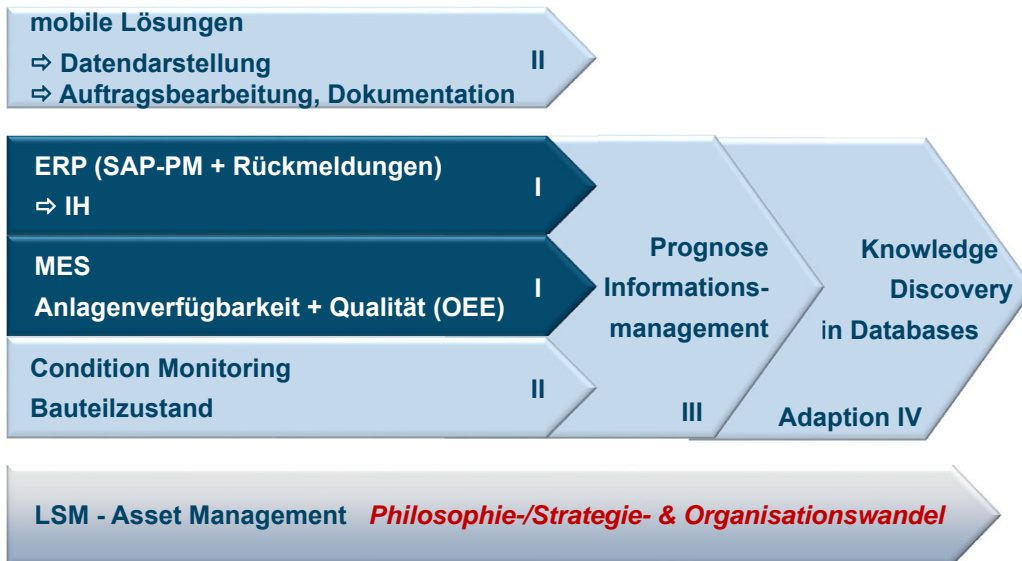 mobile Lösungen
⇨ Datendarstellung
II
⇨ Auftragsbearbeitung, Dokumentation
ERP (SAP-PM + Rückmeldungen)
I
⇨ IH
MES
I
Anlagenverfügbarkeit + Qualität (OEE)
Condition Monitoring
II
Bauteilzustand
Prognose
Informations-
management
III
Knowledge
Discovery
in Databases
Adaption IV
LSM - Asset Management Philosophie-/Strategie- & Organisationswandel